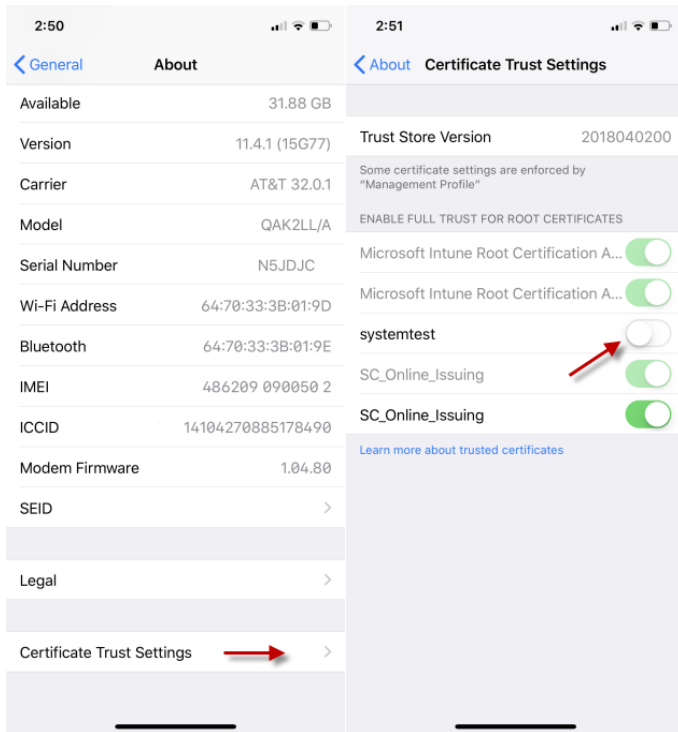 2:50
General
About
Available 31.88 GB
Version 11.4.1 (15G77)
Carrier AT&T 32.0.1
Model QAK2LL/A
Serial Number N5JDJC
Wi-Fi Address 64:70:33:3B:01:9D
Bluetooth 64:70:33:3B:01:9E
IMEI 486209 090050 2
ICCID 14104270885178490
Modem Firmware 1.04.80
SEID
Legal
Certificate Trust Settings
2:51
About
Certificate Trust Settings
Trust Store Version 2018040200
Some certificate settings are enforced by
“Management Profile”
ENABLE FULL TRUST FOR ROOT CERTIFICATES
Microsoft Intune Root Certification A...
Microsoft Intune Root Certification A...
systemtest
SC_Online_Issuing
SC_Online_Issuing
Learn more about trusted certificates